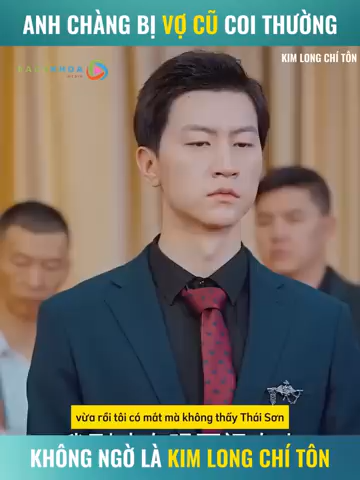 ANH CHÀNG BỊ VỢ CŨ COI THƯỜNG
KIM LONG CHÍ TÔN
vừa rồi tôi có mát mà không thấy Thái Sơn
KHÔNG NGỜ LÀ KIM LONG CHÍ TÔN